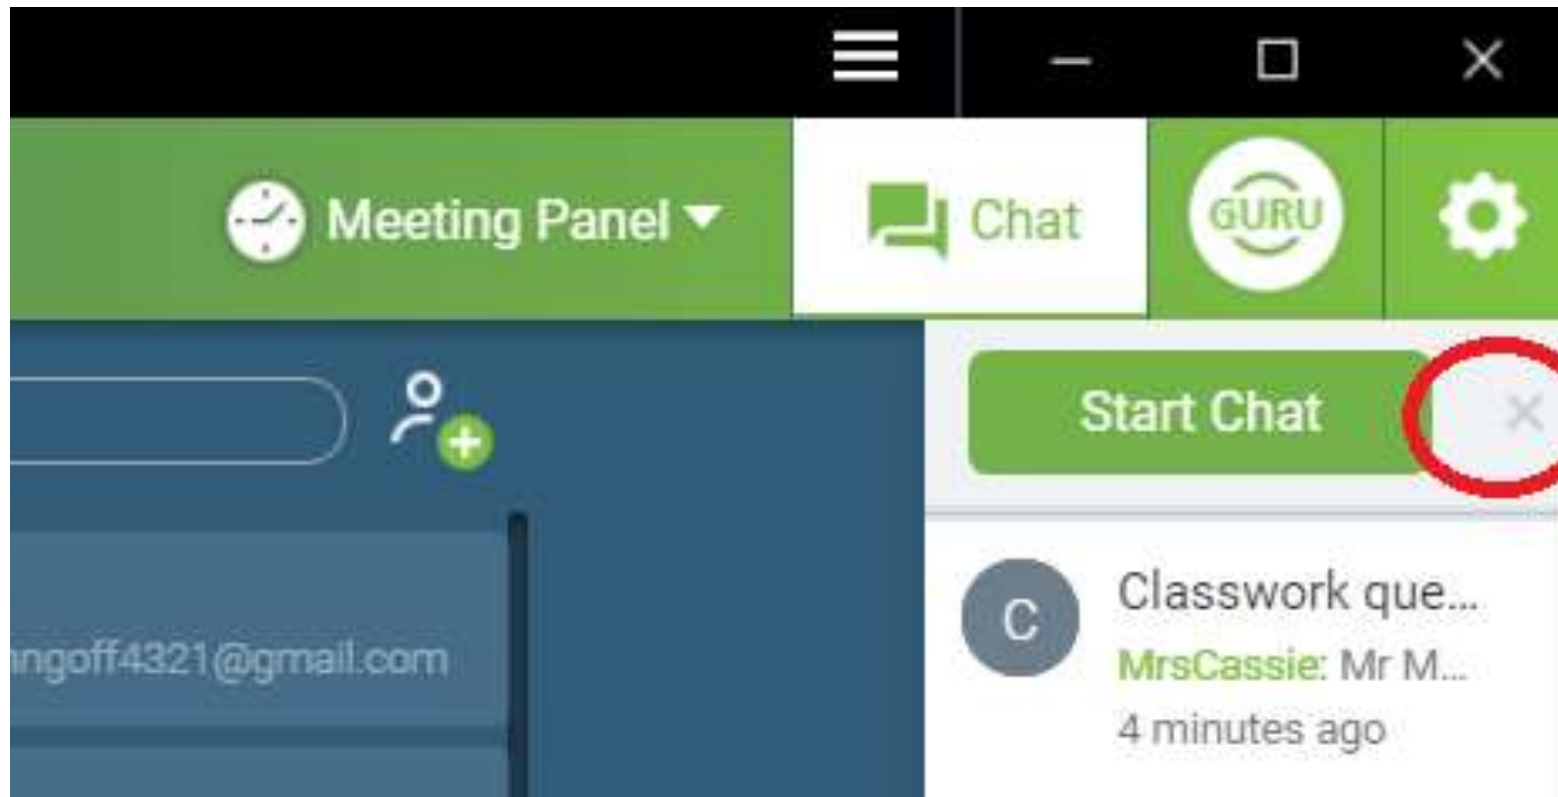 Meeting Panel
Chat
GURU
Start Chat
Classwork que...
C
MrsCassie: Mr M...
4 minutes ago
ngoff4321@gmail.com